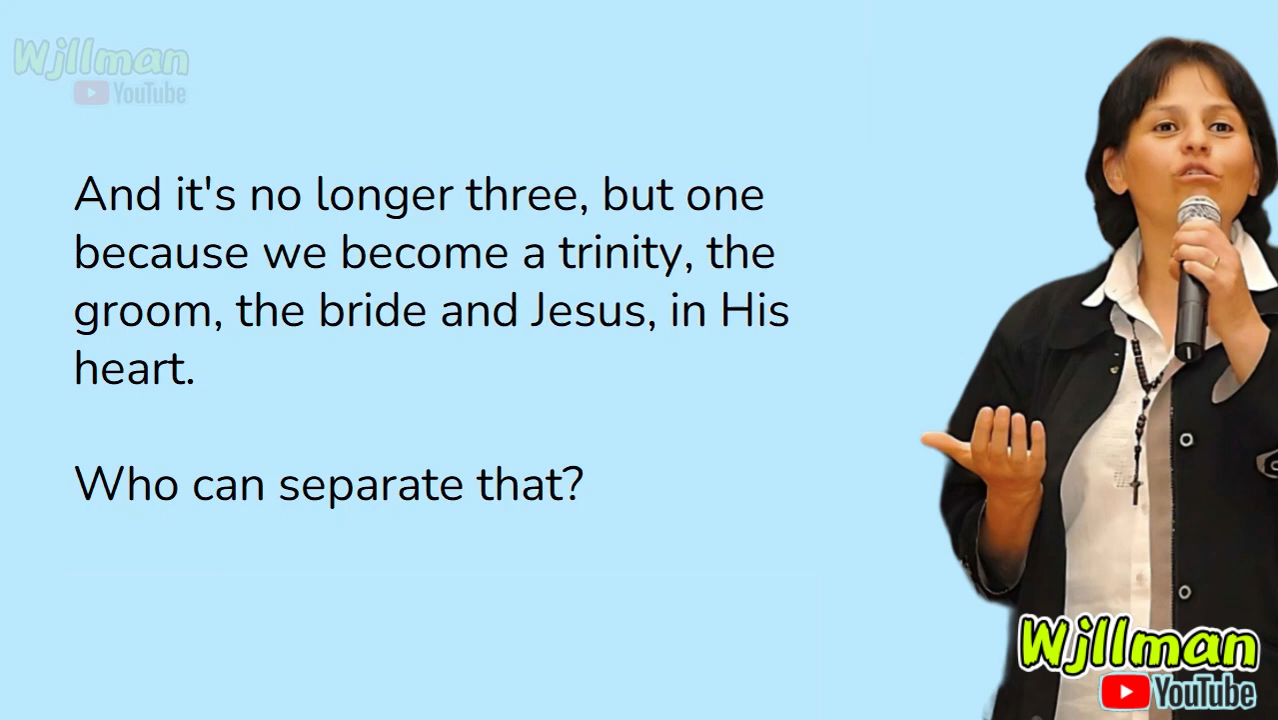 Wjllman
YouTube
And it's no longer three, but one
because we become a trinity, the
groom, the bride and Jesus, in His
heart.
Who can separate that?
Wjllman
YouTube